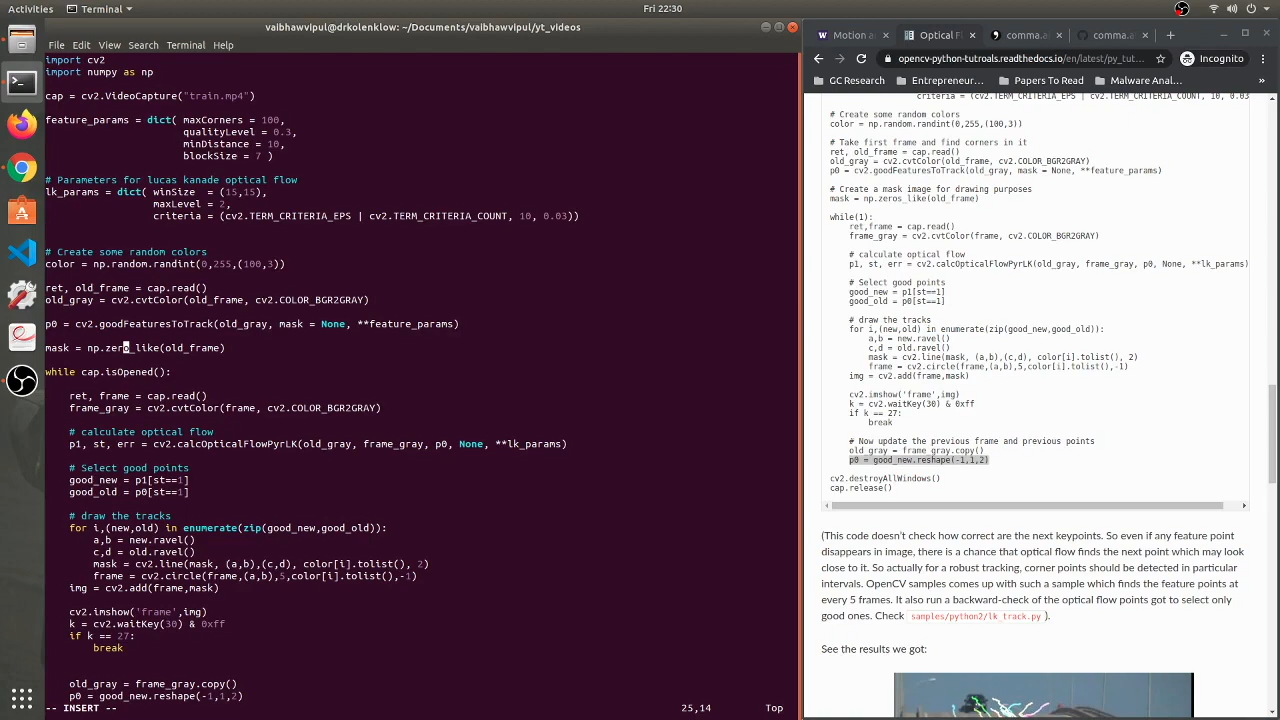 Activities
Terminal
Fri 22:30
vaibhawvipul@drkolenklow: ~/Documents/vaibhawvipul/yt_videos
File Edit View Search Terminal Help
import cv2
import numpy as np
cap = cv2.VideoCapture("train.mp4")
feature_params = dict( maxCorners = 100,
qualityLevel = 0.3,
minDistance = 10,
blockSize = 7 )
# Parameters for lucas kanade optical flow
lk_params = dict( winSize = (15,15),
maxLevel = 2,
criteria = (cv2.TERM_CRITERIA_EPS | cv2.TERM_CRITERIA_COUNT, 10, 0.03))
# Create some random colors
color = np.random.randint(0,255,(100,3))
ret, old_frame = cap.read()
old_gray = cv2.cvtColor(old_frame, cv2.COLOR_BGR2GRAY)
p0 = cv2.goodFeaturesToTrack(old_gray, mask = None, **feature_params)
mask = np.zero_like(old_frame)
while cap.isOpened():
ret, frame = cap.read()
frame_gray = cv2.cvtColor(frame, cv2.COLOR_BGR2GRAY)
# calculate optical flow
p1, st, err = cv2.calcOpticalFlowPyrLK(old_gray, frame_gray, p0, None, **lk_params)
# Select good points
good_new = p1[st==1]
good_old = p0[st==1]
# draw the tracks
for i,(new,old) in enumerate(zip(good_new,good_old)):
a,b = new.ravel()
c,d = old.ravel()
mask = cv2.line(mask, (a,b),(c,d), color[i].tolist(), 2)
frame = cv2.circle(frame,(a,b),5,color[i].tolist(),-1)
img = cv2.add(frame,mask)
cv2.imshow('frame',img)
k = cv2.waitKey(30) & 0xff
if k == 27:
break
old_gray = frame_gray.copy()
p0 = good_new.reshape(-1,1,2)
-- INSERT --
25,14
Top
Motion a
Optical Fl
comma.a
comma.a
opencv-python-tutroals.readthedocs.io/en/latest/py_tut
Incognito
GC Research
Entrepreneur...
Papers To Read
Malware Anal...
»
criteria = (cv2.TERM_CRITERIA_EPS | cv2.TERM_CRITERIA_COUNT, 10, 0.03
# Create some random colors
color = np.random.randint(0,255,(100,3))
# Take first frame and find corners in it
ret, old_frame = cap.read()
old_gray = cv2.cvtColor(old_frame, cv2.COLOR_BGR2GRAY)
p0 = cv2.goodFeaturesToTrack(old_gray, mask = None, **feature_params)
# Create a mask image for drawing purposes
mask = np.zeros_like(old_frame)
while(1):
ret,frame = cap.read()
frame_gray = cv2.cvtColor(frame, cv2.COLOR_BGR2GRAY)
# calculate optical flow
p1, st, err = cv2.calcOpticalFlowPyrLK(old_gray, frame_gray, p0, None, **lk_params)
# Select good points
good_new = p1[st==1]
good_old = p0[st==1]
# draw the tracks
for i,(new,old) in enumerate(zip(good_new,good_old)):
a,b = new.ravel()
c,d = old.ravel()
mask = cv2.line(mask, (a,b),(c,d), color[i].tolist(), 2)
frame = cv2.circle(frame,(a,b),5,color[i].tolist(),-1)
img = cv2.add(frame,mask)
cv2.imshow('frame',img)
k = cv2.waitKey(30) & 0xff
if k == 27:
break
# Now update the previous frame and previous points
old_gray = frame_gray.copy()
p0 = good_new.reshape(-1,1,2)
cv2.destroyAllWindows()
cap.release()
(This code doesn't check how correct are the next keypoints. So even if any feature point
disappears in image, there is a chance that optical flow finds the next point which may look
close to it. So actually for a robust tracking, corner points should be detected in particular
intervals. OpenCV samples comes up with such a sample which finds the feature points at
every 5 frames. It also run a backward-check of the optical flow points got to select only
good ones. Check samples/python2/lk_track.py ).
See the results we got: